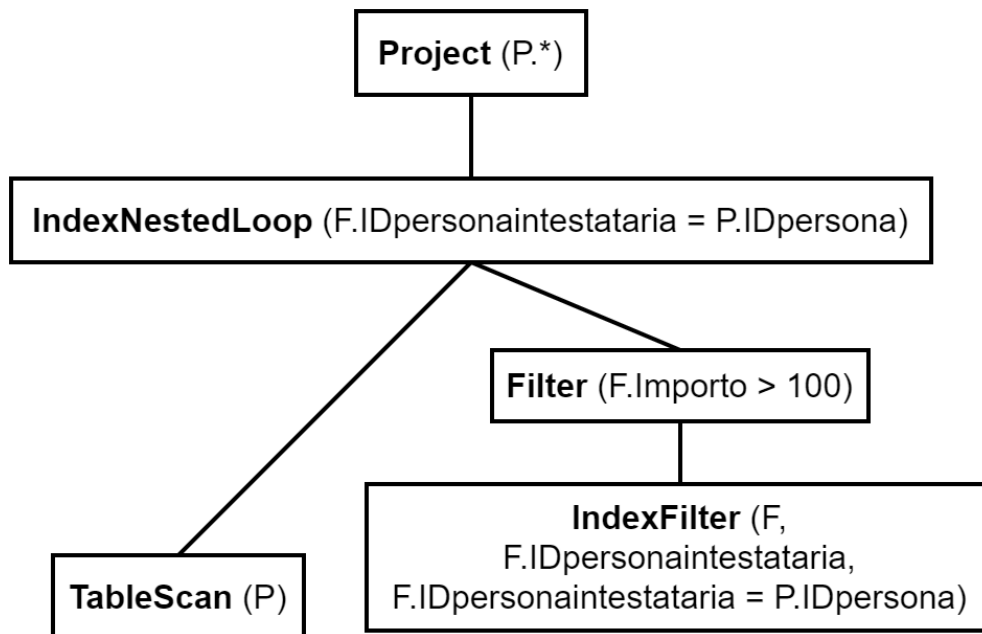 Project (P.*)
IndexNestedLoop (F.IDpersonaintestataria = P.IDpersona)
Filter (F.Importo > 100)
IndexFilter (F,
F.IDpersonaintestataria,
F.IDpersonaintestataria = P.IDpersona)
TableScan (P)